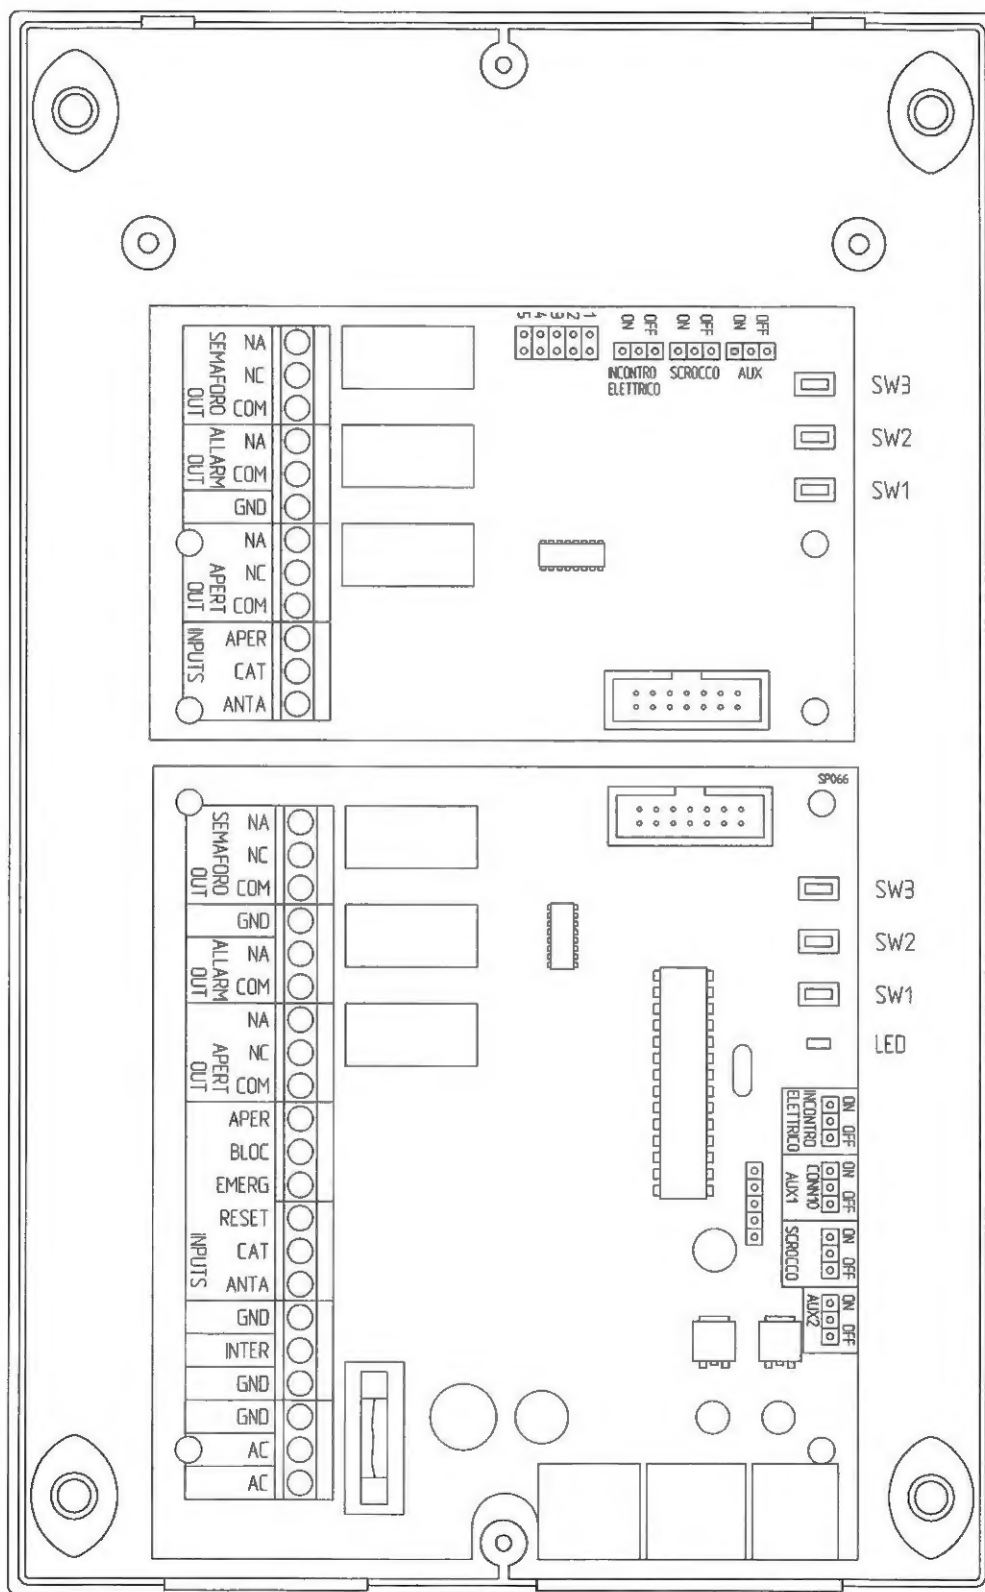 5 4 3 2 1
ON OFF
ON OFF
ON OFF
INCONTRO
ELETTRICO
SCROCCO
AUX
SW3
SW2
SW1
SEMAFORO
OUT
NA
NC
COM
ALLARM
OUT
NA
COM
GND
APERT
OUT
NA
NC
COM
INPUTS
APER
CAT
ANTA
SP066
SEMAFORO
OUT
NA
NC
COM
GND
ALLARM
OUT
NA
COM
APERT
OUT
NA
NC
COM
INPUTS
APER
BLOC
EMERG
RESET
CAT
ANTA
GND
INTER
GND
GND
AC
AC
SW3
SW2
SW1
LED
INCONTRO
ELETTRICO
ON OFF
CONN10
AUX1
ON OFF
SCROCCO
ON OFF
AUX2
ON OFF